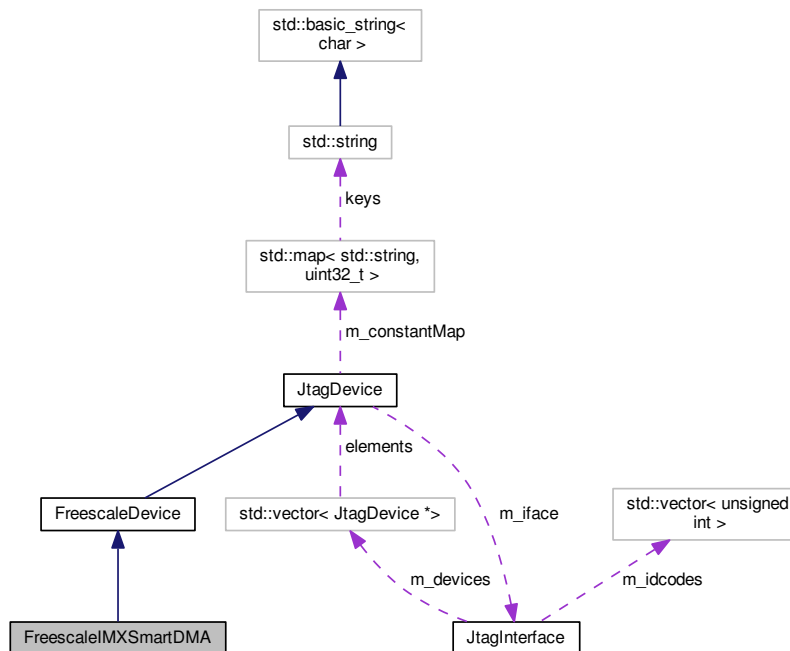 std::basic_string<
char >
std::string
keys
std::map< std::string,
uint32_t >
m_constantMap
JtagDevice
elements
FreescaleDevice
std::vector< JtagDevice *>
m_iface
std::vector< unsigned
int >
m_devices
m_idcodes
FreescaleIMXSmartDMA
JtagInterface